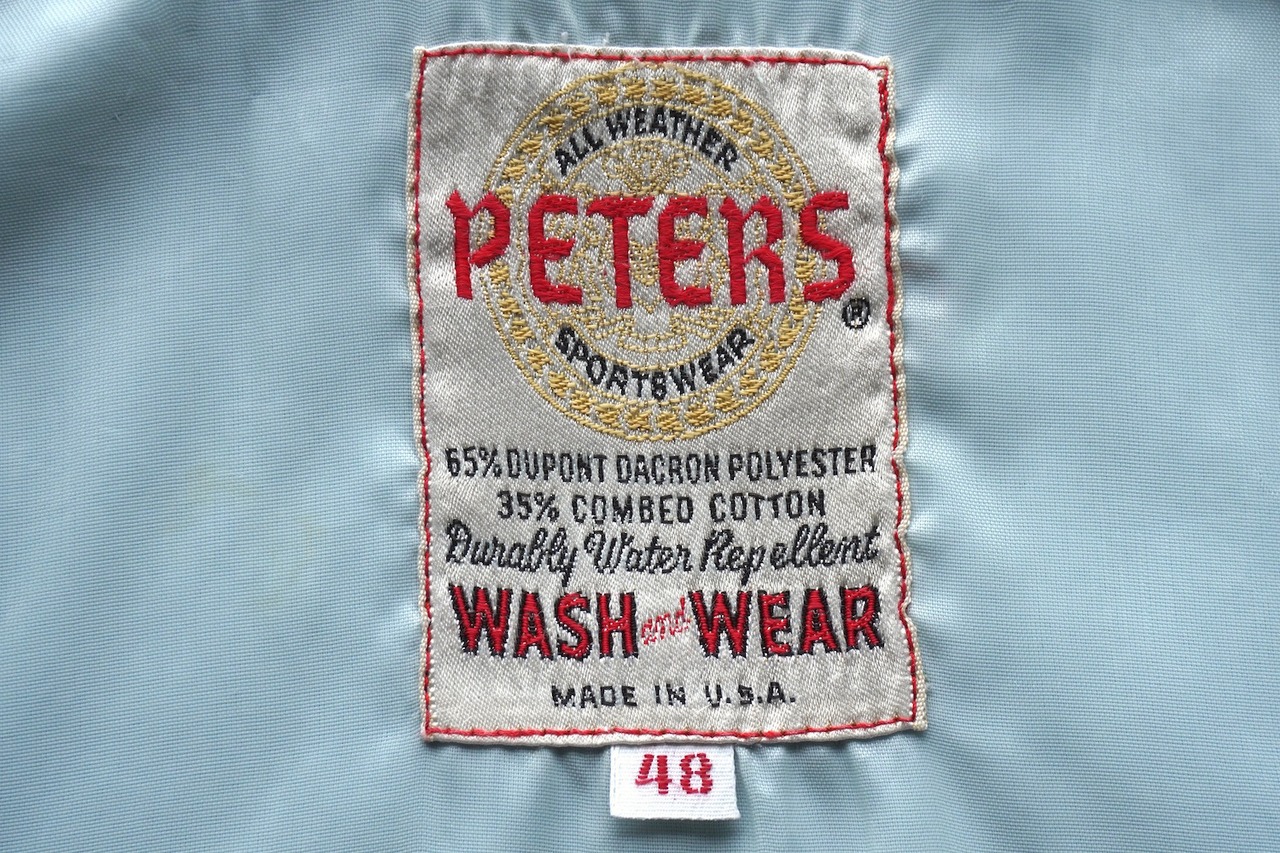 ALL WEATHER
PETERS
®
SPORTSWEAR
65% DUPONT DACRON POLYESTER
35% COMBED COTTON
Durably Water Repellent
WASH and WEAR
MADE IN U.S.A.
48